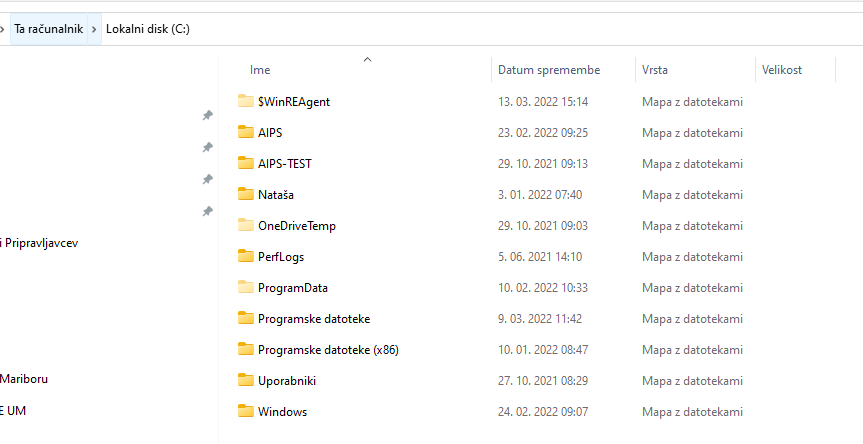 Ta računalnik > Lokalni disk (C:)
Ime Datum spremembe Vrsta Velikost
$WinREAgent 13. 03. 2022 15:14 Mapa z datotekami
AIPS 23. 02. 2022 09:25 Mapa z datotekami
AIPS-TEST 29. 10. 2021 09:13 Mapa z datotekami
Nataša 3. 01. 2022 07:40 Mapa z datotekami
OneDriveTemp 29. 10. 2021 09:03 Mapa z datotekami
i Pripravljavcev
PerfLogs 5. 06. 2021 14:10 Mapa z datotekami
ProgramData 10. 02. 2022 10:33 Mapa z datotekami
Programske datoteke 9. 03. 2022 11:42 Mapa z datotekami
Programske datoteke (x86) 10. 01. 2022 08:47 Mapa z datotekami
Mariboru
Uporabniki 27. 10. 2021 08:29 Mapa z datotekami
E UM
Windows 24. 02. 2022 09:07 Mapa z datotekami